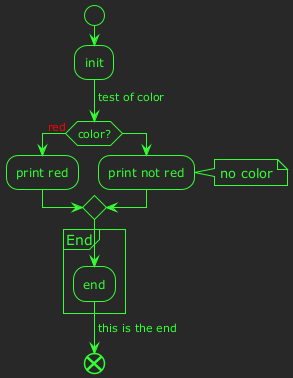 init
test of color
red
color?
print red
print not red
no color
End
end
this is the end